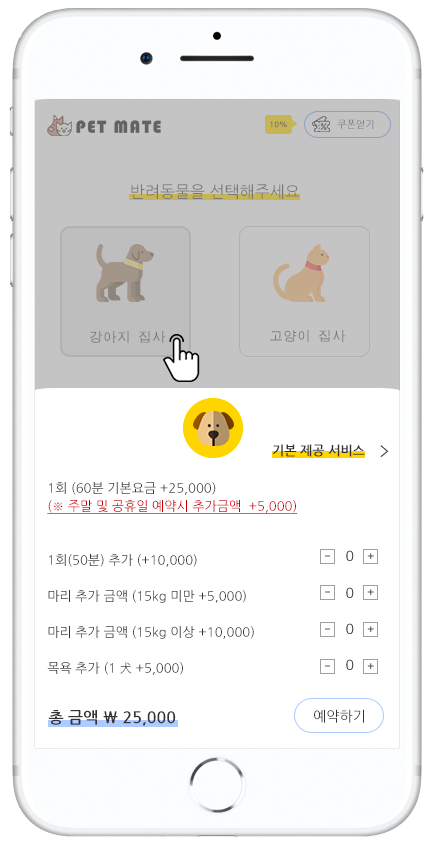 PET MATE
10%
쿠폰얻기
반려동물을 선택해주세요
강아지 집사
고양이 집사
기본 제공 서비스 >
1회 (60분 기본요금 +25,000)
(※ 주말 및 공휴일 예약시 추가금액 +5,000)
1회(50분) 추가 (+10,000) - 0 +
마리 추가 금액 (15kg 미만 +5,000) - 0 +
마리 추가 금액 (15kg 이상 +10,000) - 0 +
목욕 추가 (1 犬 +5,000) - 0 +
총 금액 ₩ 25,000
예약하기